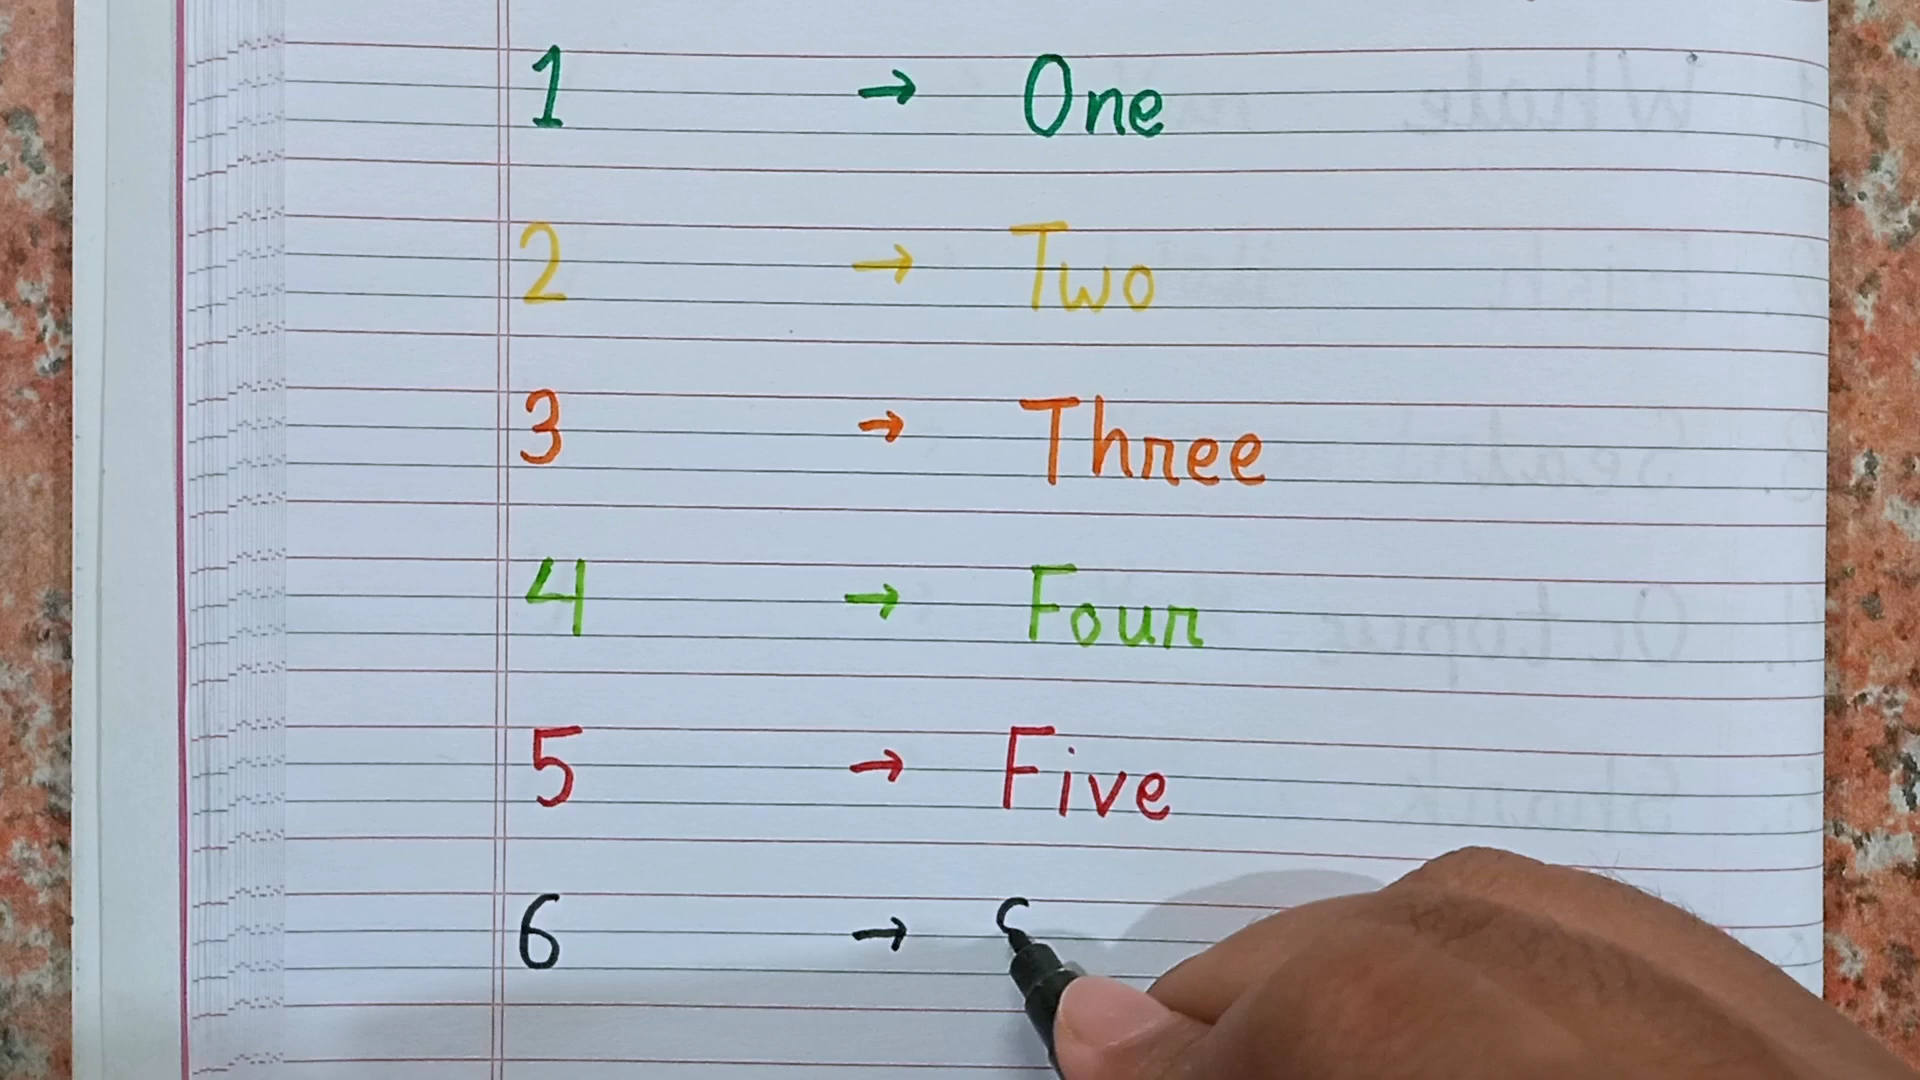 1 → One
2 → Two
3 → Three
4 → Four
5 → Five
6 →